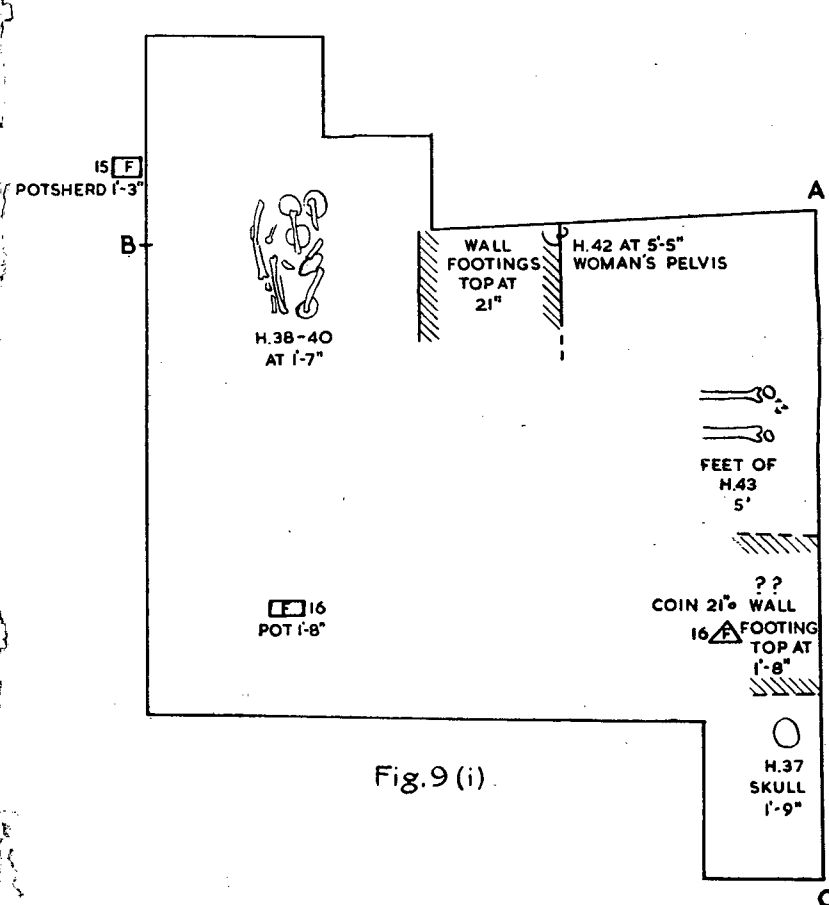 15 F
POTSHERD 1'-3"
A
B
WALL
FOOTINGS
TOP AT
21"
H.42 AT 5'-5"
WOMAN'S PELVIS
H.38-40
AT 1'-7"
FEET OF
H.43
5'
F 16
POT 1'-8"
? ?
COIN 21" WALL
16 F FOOTING
TOP AT
1'-8"
H.37
SKULL
1'-9"
Fig. 9 (i)
C